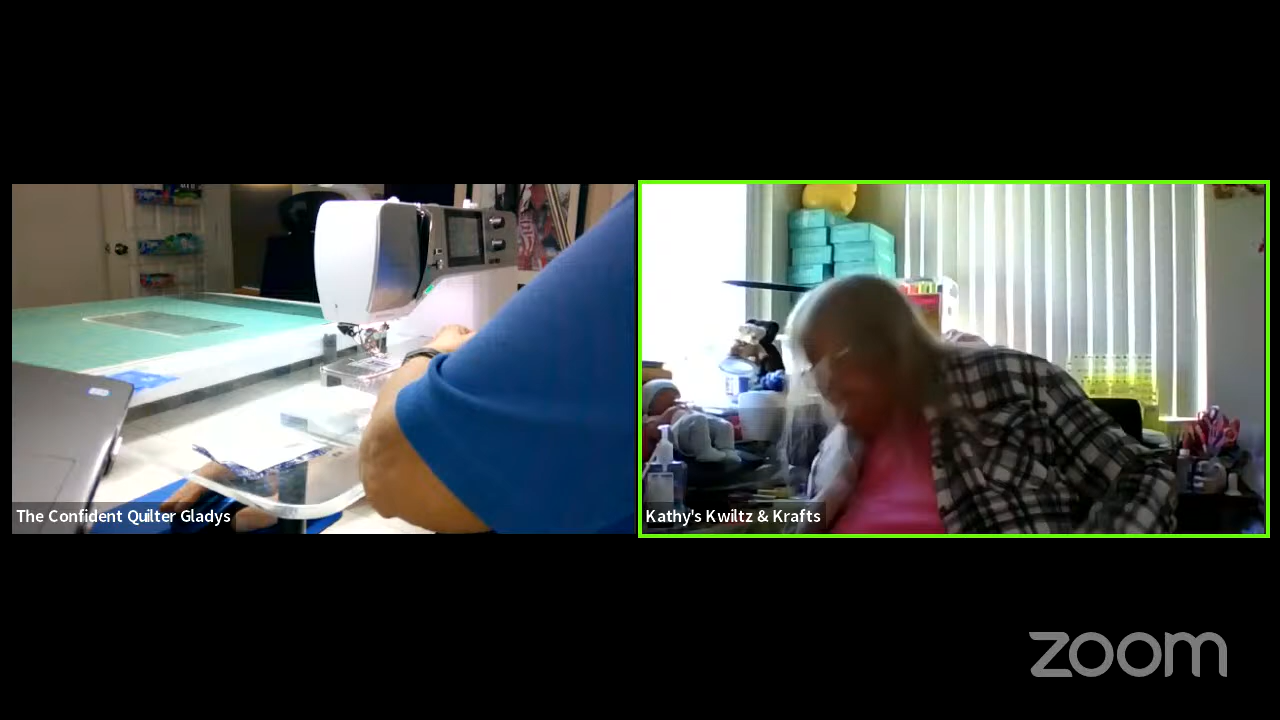 The Confident Quilter Gladys
Kathy's Kwiltz & Krafts
zoom